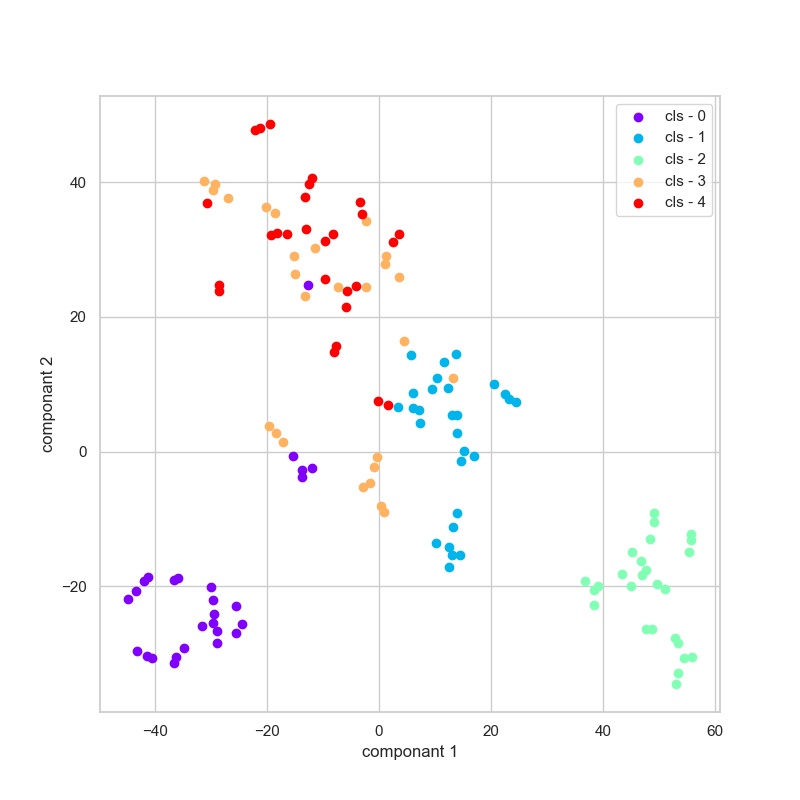 cls - 0
cls - 1
cls - 2
cls - 3
cls - 4
40
20
0
−20
componant 2
−40
−20
0
20
40
60
componant 1